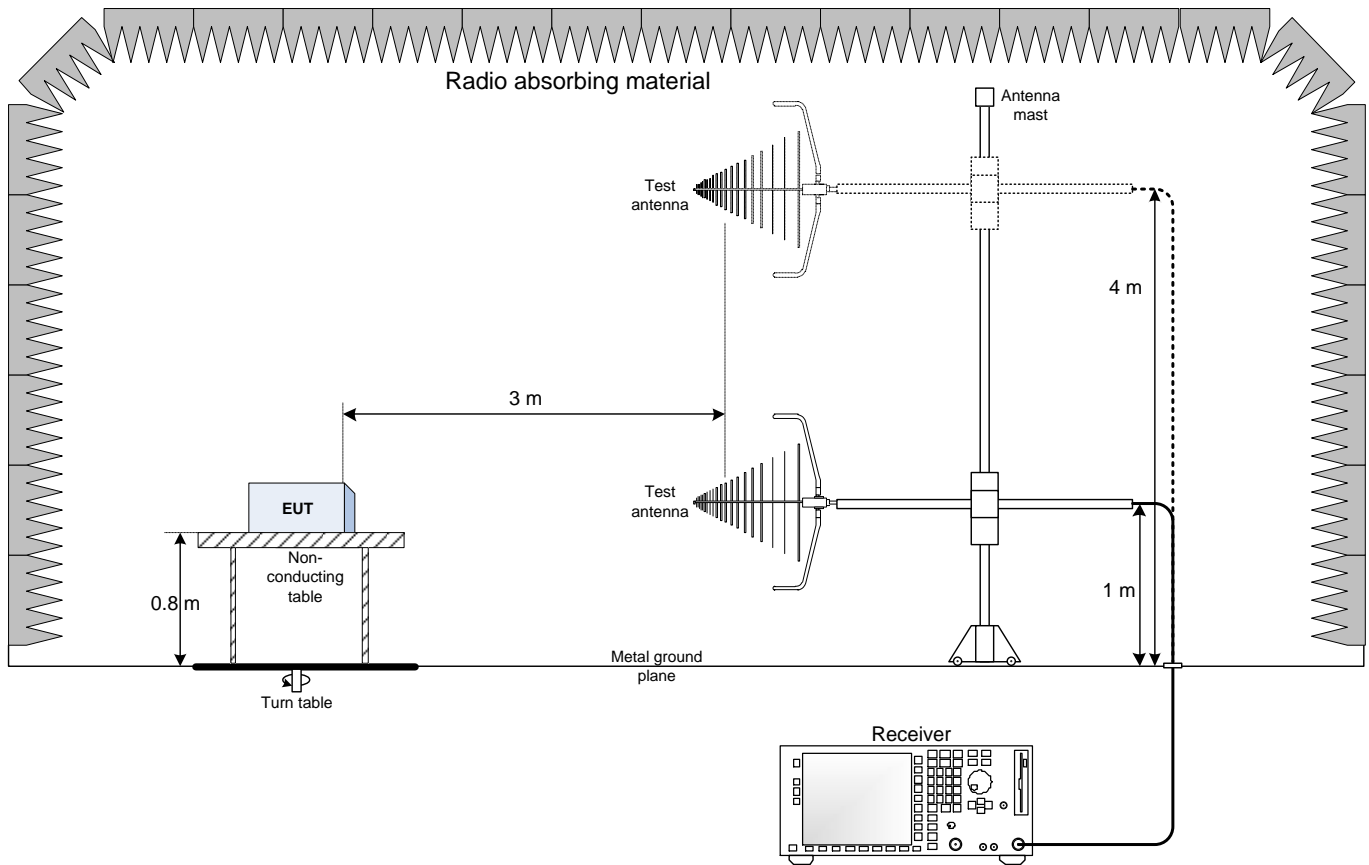 Radio absorbing material
Antenna
mast
Test
antenna
4 m
3 m
Test
antenna
EUT
Non-
conducting
table
0.8 m
1 m
Metal ground
plane
Turn table
Receiver